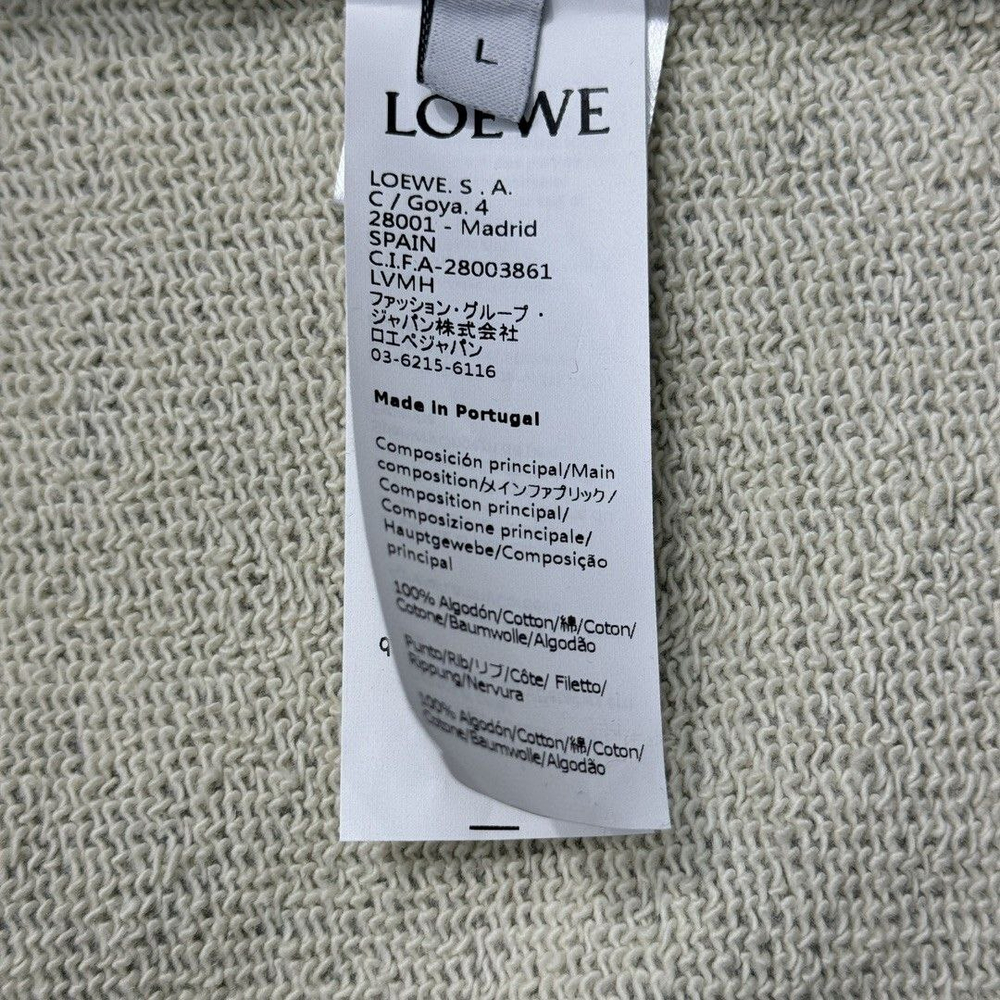 L
LOEWE
LOEWE. S . A.
C / Goya. 4
28001 - Madrid
SPAIN
C.I.F.A-28003861
LVMH
ファッション・グループ・
ジャパン株式会社
ロエベジャパン
03-6215-6116
Made in Portugal
Composición principal/Main
composition/メインファブリック/
Composition principal/
Composizione principale/
Hauptgewebe/Composição
principal
100% Algodón/Cotton/綿/Coton/
Cotone/Baumwolle/Algodão
Punto/Rib/リブ/Côte/ Filetto/
Rippung/Nervura
100% Algodón/Cotton/綿/Coton/
Cotone/Baumwolle/Algodão